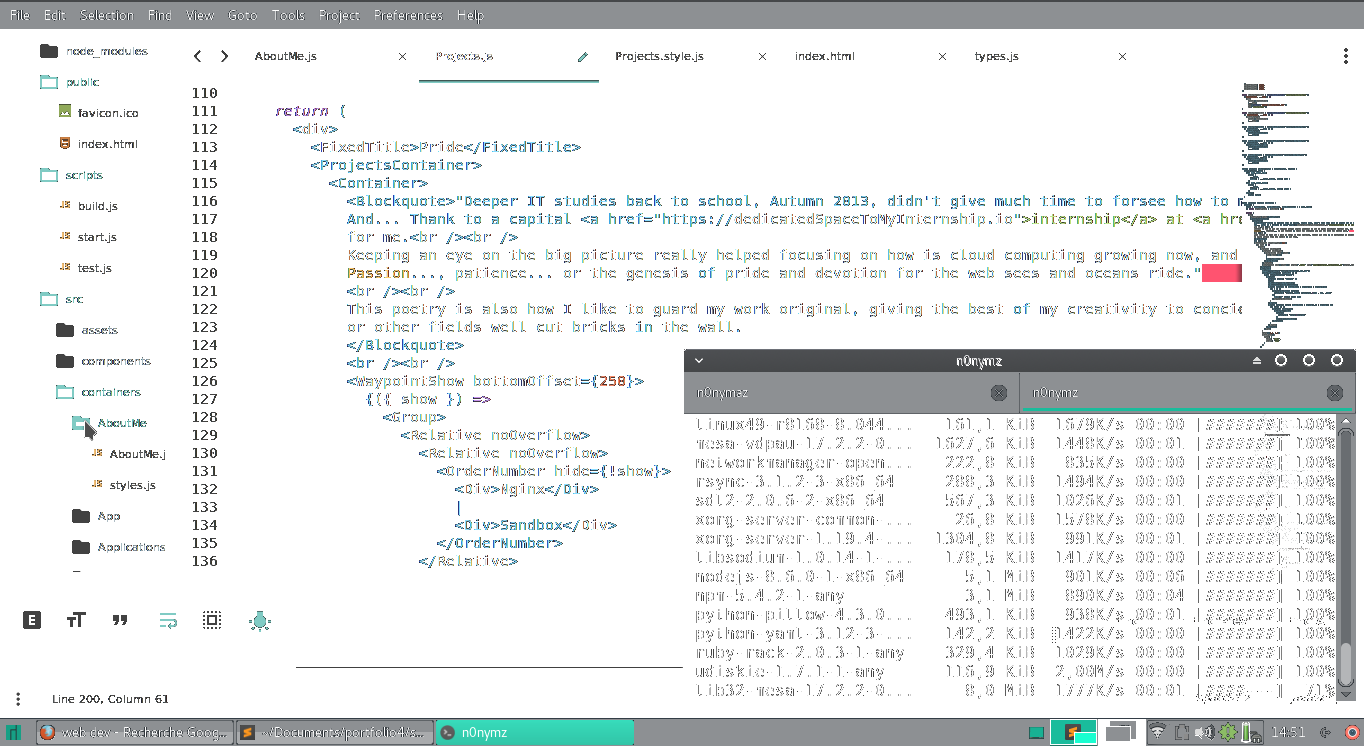 File Edit Selection Find View Goto Tools Project Preferences Help
node_modules
public
favicon.ico
index.html
scripts
build.js
start.js
test.js
src
assets
components
containers
AboutMe
AboutMe.j
styles.js
App
Applications
AboutMe.js Projects.js Projects.style.js index.html types.js
110
111 return (
112 <div>
113 <FixedTitle>Pride</FixedTitle>
114 <ProjectsContainer>
115 <Container>
116 <Blockquote>"Deeper IT studies back to school, Autumn 2013, didn't give much time to forsee how to
117 And... Thank to a capital <a href="https://dedicatedSpaceToMyInternship.io">internship</a> at <a hr
118 for me.<br /><br />
119 Keeping an eye on the big picture really helped focusing on how is cloud computing growing now, and
120 Passion..., patience... or the genesis of pride and devotion for the web sees and oceans ride."
121 <br /><br />
122 This poetry is also how I like to guard my work original, giving the best of my creativity to concie
123 or other fields well cut bricks in the wall.
124 </Blockquote>
125 <br /><br />
126 <WaypointShow bottomOffset={258}>
127 {({ show }) =>
128 <Group>
129 <Relative noOverflow>
130 <Relative noOverflow>
131 <OrderNumber hide={!show}>
132 <Div>Nginx</Div>
133
134 <Div>Sandbox</Div>
135 </OrderNumber>
136 </Relative>
E
Line 200, Column 61
n0nymz
n0nymaz n0nymz
linux49-r8168-8.044... 161,1 KiB 1679K/s 00:00 [#######] 100%
mesa-vdpau-17.2.2-0... 1627,6 KiB 1448K/s 00:01 [#######] 100%
networkmanager-open... 222,8 KiB 835K/s 00:00 [#######] 100%
rsync-3.1.2-3-x86_64 288,3 KiB 1494K/s 00:00 [#######] 100%
sdl2-2.0.6-2-x86_64 567,3 KiB 1026K/s 00:01 [#######] 100%
xorg-server-common-... 26,8 KiB 1578K/s 00:00 [#######] 100%
xorg-server-1.19.4-... 1304,8 KiB 991K/s 00:01 [#######] 100%
libsodium-1.0.14-1-... 178,5 KiB 1417K/s 00:00 [#######] 100%
nodejs-8.6.0-1-x86_64 5,1 MiB 901K/s 00:06 [#######] 100%
npm-5.4.2-1-any 3,1 MiB 890K/s 00:04 [#######] 100%
python-pillow-4.3.0... 493,1 KiB 938K/s 00:01 [#######] 100%
python-yaml-3.12-3-... 142,2 KiB 1422K/s 00:00 [#######] 100%
ruby-rack-2.0.3-1-any 329,4 KiB 1029K/s 00:00 [#######] 100%
udiskie-1.7.1-1-any 116,9 KiB 2,00M/s 00:00 [#######] 100%
lib32-mesa-17.2.2-0... 8,0 MiB 1777K/s 00:01 [####, --] 71%
web dev - Recherche Goog... ~/Documents/portfolio4/s... n0nymz 14:51